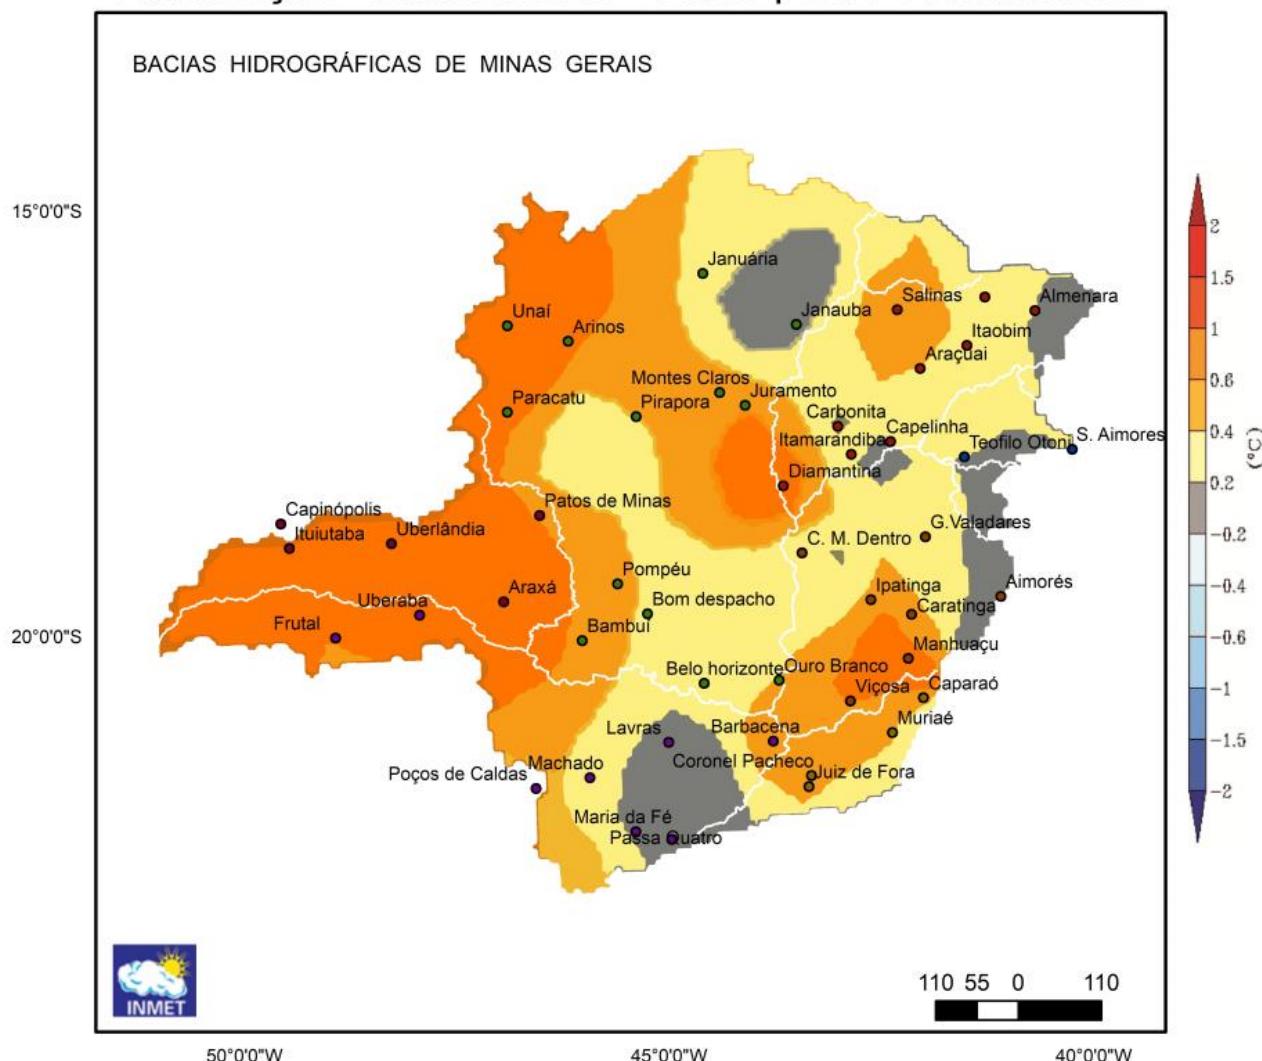 BACIAS HIDROGRÁFICAS DE MINAS GERAIS
15°0'0"S
2
Januária
1.5
Salinas
Almenara
Unaí
Janauba
1
Arinos
Itaobim
Araçuai
0.6
Montes Claros
Juramento
Paracatu
Pirapora
Carbonita
0.4
Capelinha
Itamarandiba
S. Aimores
Teofilo Otoni
(°C)
Diamantina
0.2
Patos de Minas
Capinópolis
G.Valadares
Uberlândia
Ituiutaba
C. M. Dentro
-0.2
Pompéu
Ipatinga
Aimorés
-0.4
Araxá
Bom despacho
Caratinga
Uberaba
Frutal
Bambuí
20°0'0"S
-0.6
Manhuaçu
Belo horizonte
Ouro Branco
Viçosa
Caparaó
-1
Lavras
Barbacena
Muriaé
-1.5
Machado
Coronel Pacheco
Poços de Caldas
Juiz de Fora
-2
Maria da Fé
Passa Quatro
INMET
110 55 0 110
50°0'0"W
45°0'0"W
40°0'0"W